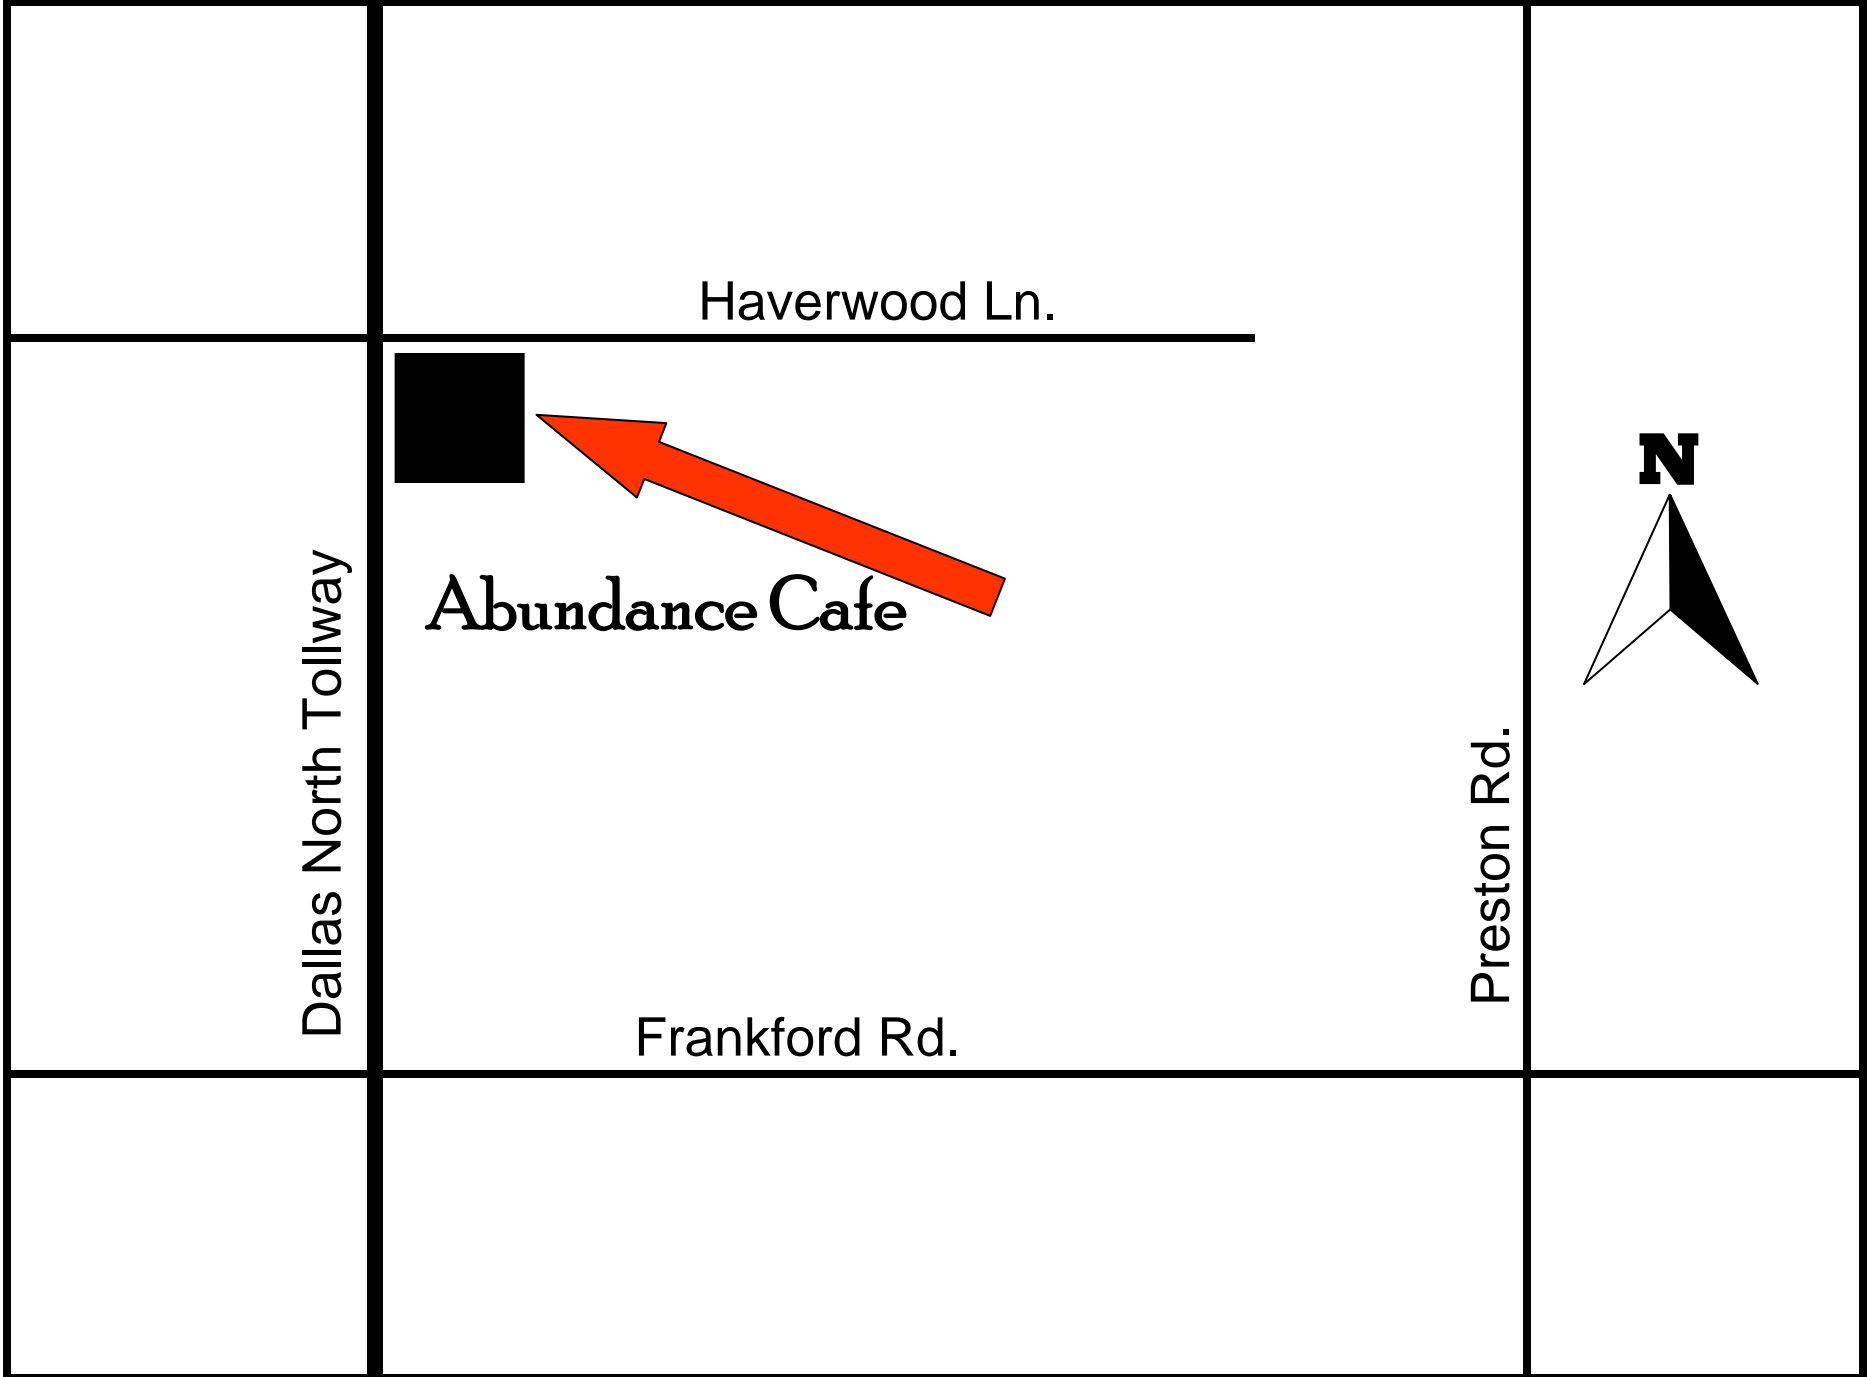 Haverwood Ln.
N
Abundance Cafe
Dallas North Tollway
Preston Rd.
Frankford Rd.